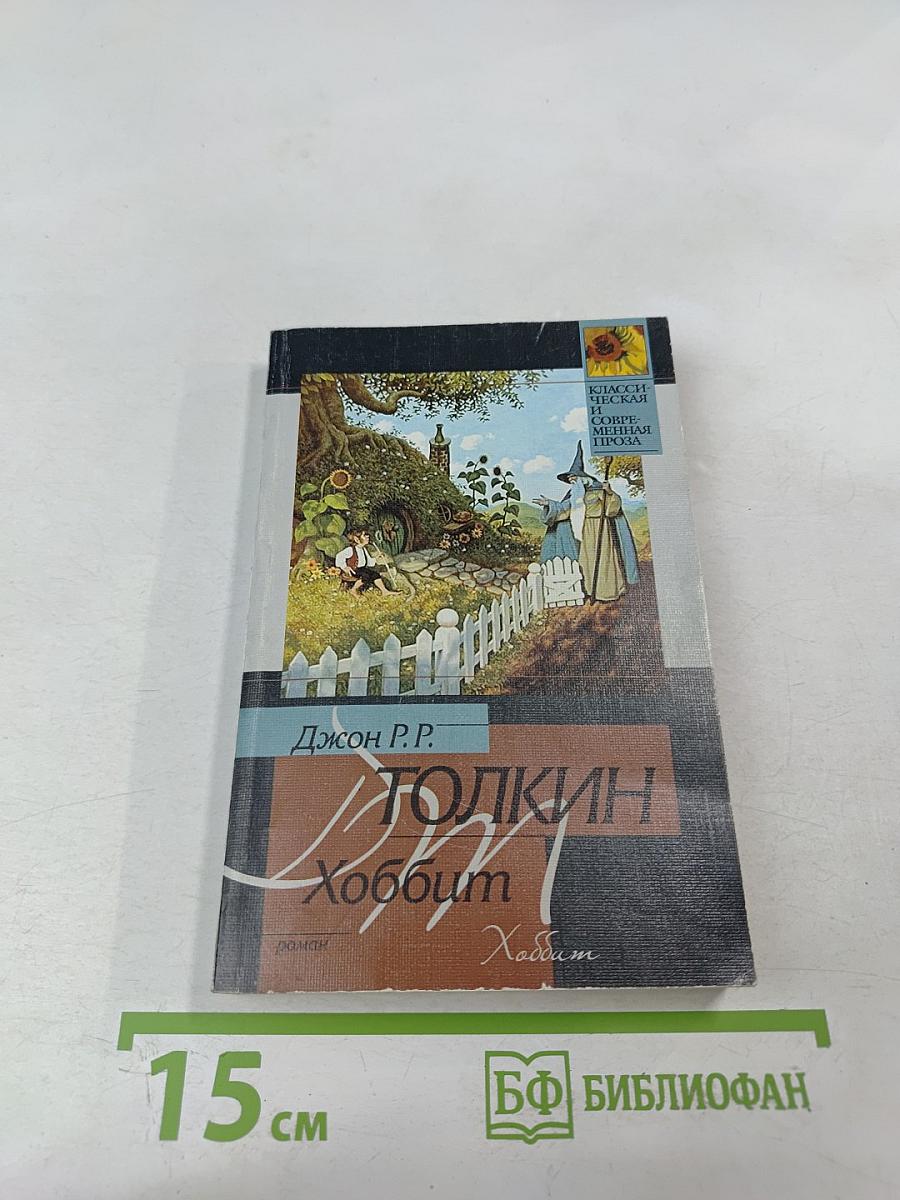 КЛАССИ-
ЧЕСКАЯ
И
СОВРЕ-
МЕННАЯ
ПРОЗА
Джон Р.Р.
ТОЛКИН
Хоббит
роман
Хоббит
15 см
БФ БИБЛИОФАН